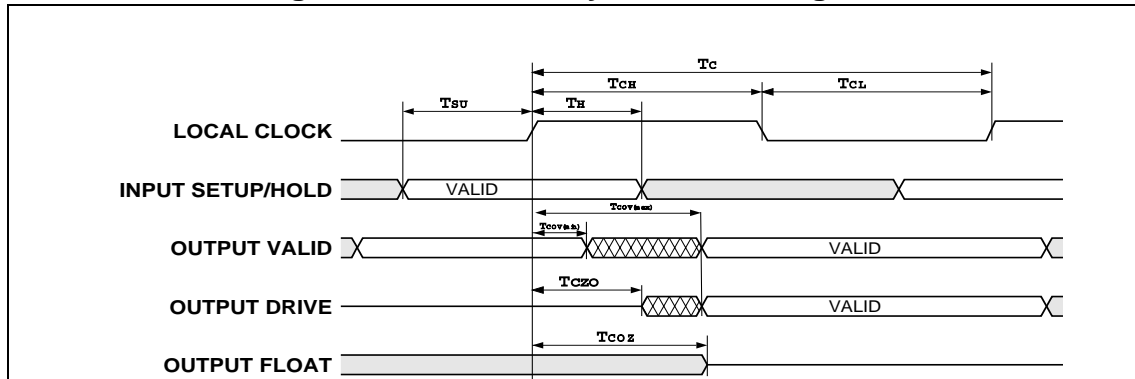 TC
TCH
TCL
TSU
TH
LOCAL CLOCK
INPUT SETUP/HOLD
VALID
TCOV(max)
TCOV(min)
OUTPUT VALID
VALID
TCZO
OUTPUT DRIVE
VALID
TCOZ
OUTPUT FLOAT